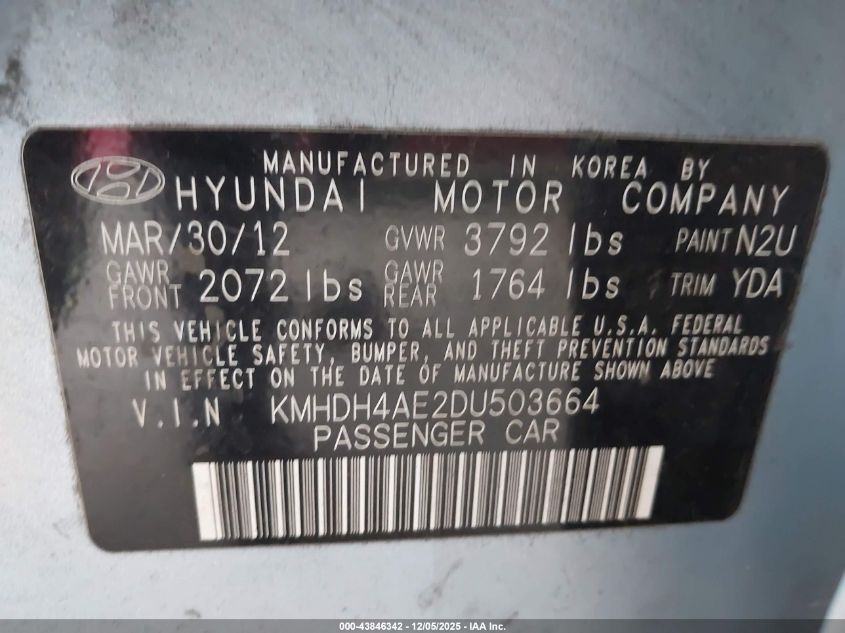 MANUFACTURED IN KOREA BY
HYUNDAI MOTOR COMPANY
MAR/30/12 GVWR 3792 lbs PAINT N2U
GAWR FRONT 2072 lbs GAWR REAR 1764 lbs TRIM YDA
THIS VEHICLE CONFORMS TO ALL APPLICABLE U.S.A. FEDERAL
MOTOR VEHICLE SAFETY, BUMPER, AND THEFT PREVENTION STANDARDS
IN EFFECT ON THE DATE OF MANUFACTURE SHOWN ABOVE
V.I.N KMHDH4AE2DU503664
PASSENGER CAR
000-43846342 - 12/05/2025 - IAA Inc.